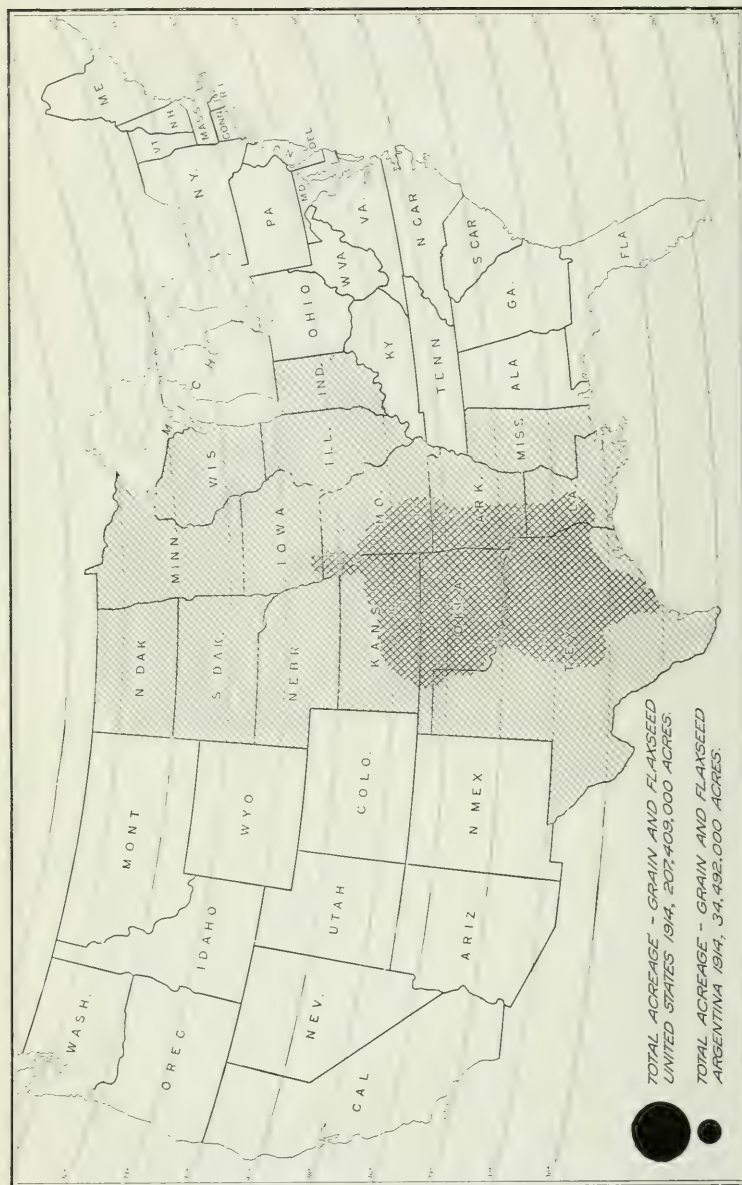 WASH.
MONT
N DAK
MINN
ME
OREG
IDAHO
WYO
S DAK.
WIS
N.Y.
VT
NH
MASS
CONN
NEBR
IOWA
ILL.
IND.
OHIO
PA
MD
DEL
NEV.
UTAH
COLO.
KANS
MO.
KY
W VA
VA.
CAL
ARIZ
N MEX
TEX
ARK.
TENN
N CAR
S CAR
LA.
MISS
ALA
GA.
FLA
TOTAL ACREAGE - GRAIN AND FLAXSEED
UNITED STATES 1914, 207,409,000 ACRES.
TOTAL ACREAGE - GRAIN AND FLAXSEED
ARGENTINA 1914, 34,492,000 ACRES.